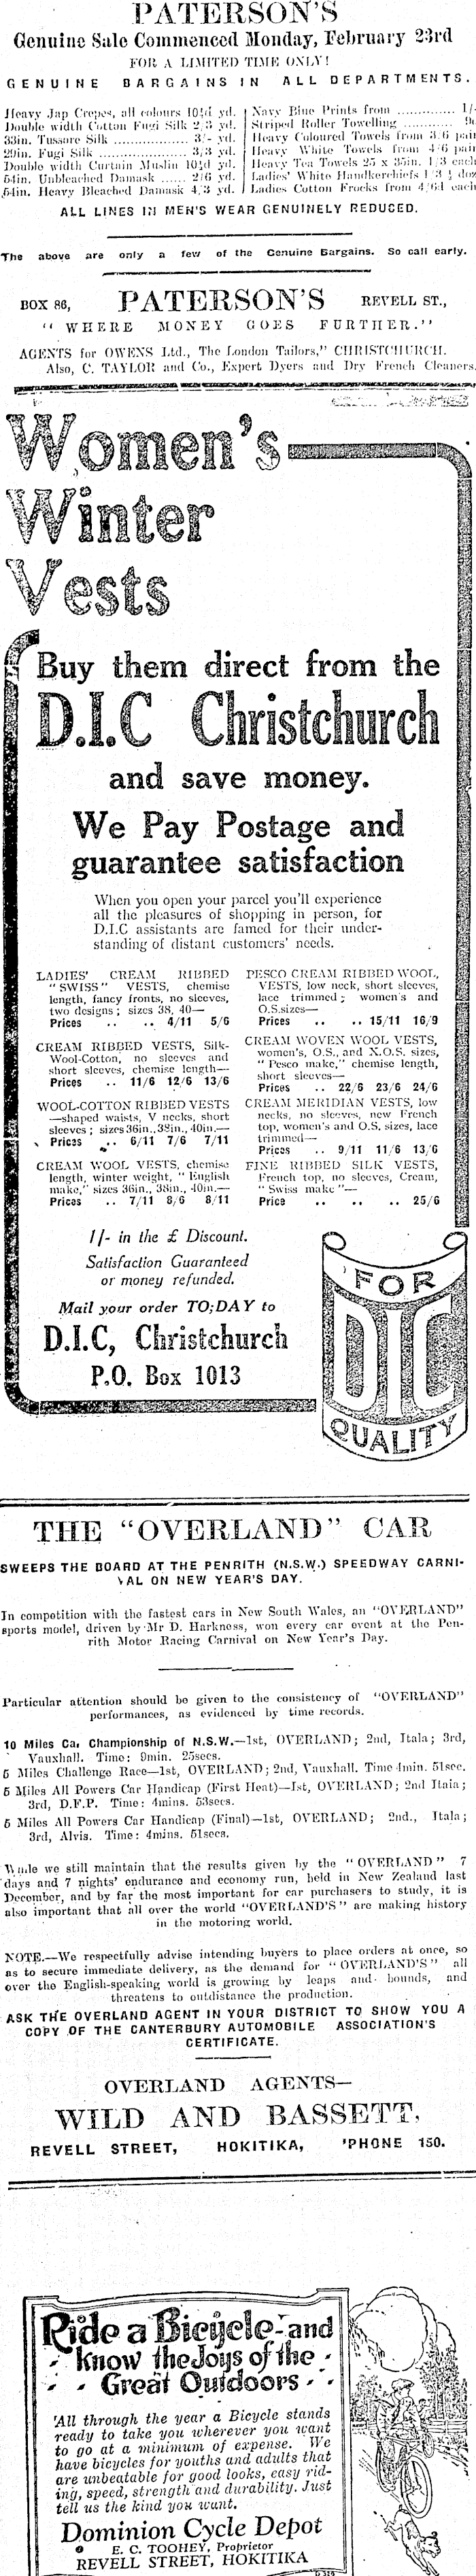 PATERSON'S
Genuine Sale Commenced Monday, February 23rd
FOR A LIMITED TIME ONLY!
GENUINE BARGAINS IN ALL DEPARTMENTS.
Heavy Jap Crepes, all colours 10½d yd.
Double width Cotton Fugi Silk 2/3 yd.
33in. Tussore Silk .................. 3/- yd.
29in. Fugi Silk ..................... 3/3 yd.
Double width Curtain Muslin 10½d yd.
54in. Unbleached Damask ..... 2/6 yd.
54in. Heavy Bleached Damask 4/3 yd.
Navy Blue Prints from .............. 1/-
Striped Roller Towelling .......
Heavy Coloured Towels from 3/6 pair
Heavy White Towels from 4/6 pair
Heavy Tea Towels 25 x 35in. 1/3 each
Ladies' White Handkerchiefs doz
Ladies Cotton Frocks from 4/6d each
ALL LINES IN MEN'S WEAR GENUINELY REDUCED.
The above are only a few of the Genuine Bargains. So call early.
BOX 86, PATERSON'S REVELL ST.,
"WHERE MONEY GOES FURTHER."
AGENTS for OWENS Ltd., The London Tailors," CHRISTCHURCH.
Also, C. TAYLOR and Co., Expert Dyers and Dry French Cleaners.
Women's
Winter
Vests
Buy them direct from the
D.I.C Christchurch
and save money.
We Pay Postage and
guarantee satisfaction
When you open your parcel you'll experience
all the pleasures of shopping in person, for
D.I.C assistants are famed for their under-
standing of distant customers' needs.
LADIES' CREAM RIBBED
"SWISS" VESTS, chemise
length, fancy fronts, no sleeves,
two designs; sizes 38, 40—
Prices .. .. 4/11 5/6
CREAM RIBBED VESTS, Silk-
Wool-Cotton, no sleeves and
short sleeves, chemise length—
Prices .. 11/6 12/6 13/6
WOOL-COTTON RIBBED VESTS
—shaped waists, V necks, short
sleeves; sizes 36in., 38in., 40in.—
Prices .. 6/11 7/6 7/11
CREAM WOOL VESTS, chemise
length, winter weight, "English
make," sizes 36in., 38in., 40in.—
Prices .. 7/11 8/6 8/11
PESCO CREAM RIBBED WOOL,
VESTS, low neck, short sleeves,
lace trimmed; women's and
O.S. sizes—
Prices .. .. 15/11 16/9
CREAM WOVEN WOOL VESTS,
women's, O.S., and X.O.S. sizes,
"Pesco make," chemise length,
short sleeves—
Prices .. 22/6 23/6 24/6
CREAM MERIDIAN VESTS, low
necks, no sleeves, new French
top, women's and O.S. sizes, lace
trimmed—
Prices .. 9/11 11/6 13/6
FINE RIBBED SILK VESTS,
French top, no sleeves, Cream,
"Swiss make"—
Price .. .. .. .. 25/6
1/- in the £ Discount.
Satisfaction Guaranteed
or money refunded.
Mail your order TO-DAY to
D.I.C, Christchurch
P.O. Box 1013
FOR
DIC
QUALITY
THE "OVERLAND" CAR
SWEEPS THE BOARD AT THE PENRITH (N.S.W.) SPEEDWAY CARNI-
VAL ON NEW YEAR'S DAY.
In competition with the fastest cars in New South Wales, an "OVERLAND"
sports model, driven by Mr D. Harkness, won every car event at the Pen-
rith Motor Racing Carnival on New Year's Day.
Particular attention should be given to the consistency of "OVERLAND"
performances, as evidenced by time records.
10 Miles Car Championship of N.S.W.—1st, OVERLAND; 2nd, Itala; 3rd,
Vauxhall. Time: 9min. 25secs.
5 Miles Challenge Race—1st, OVERLAND; 2nd, Vauxhall. Time 4min. 51sec.
5 Miles All Powers Car Handicap (First Heat)—1st, OVERLAND; 2nd Itala;
3rd, D.F.P. Time: 4mins. 53secs.
5 Miles All Powers Car Handicap (Final)—1st, OVERLAND; 2nd., Itala;
3rd, Alvis. Time: 4mins. 51secs.
While we still maintain that the results given by the "OVERLAND" 7
days and 7 nights' endurance and economy run, held in New Zealand last
December, and by far the most important for car purchasers to study, it is
also important that all over the world "OVERLAND'S" are making history
in the motoring world.
NOTE.—We respectfully advise intending buyers to place orders at once, so
as to secure immediate delivery, as the demand for "OVERLAND'S" all
over the English-speaking world is growing by leaps and bounds, and
threatens to outdistance the production.
ASK THE OVERLAND AGENT IN YOUR DISTRICT TO SHOW YOU A
COPY OF THE CANTERBURY AUTOMOBILE ASSOCIATION'S
CERTIFICATE.
OVERLAND AGENTS—
WILD AND BASSETT,
REVELL STREET, HOKITIKA, 'PHONE 150.
Ride a Bicycle- and
Know the Joys of the
Great Outdoors
All through the year a Bicycle stands
ready to take you wherever you want
to go at a minimum of expense. We
have bicycles for youths and adults that
are unbeatable for good looks, easy rid-
ing, speed, strength and durability. Just
tell us the kind you want.
Dominion Cycle Depot
E. C. TOOHEY, Proprietor
REVELL STREET, HOKITIKA